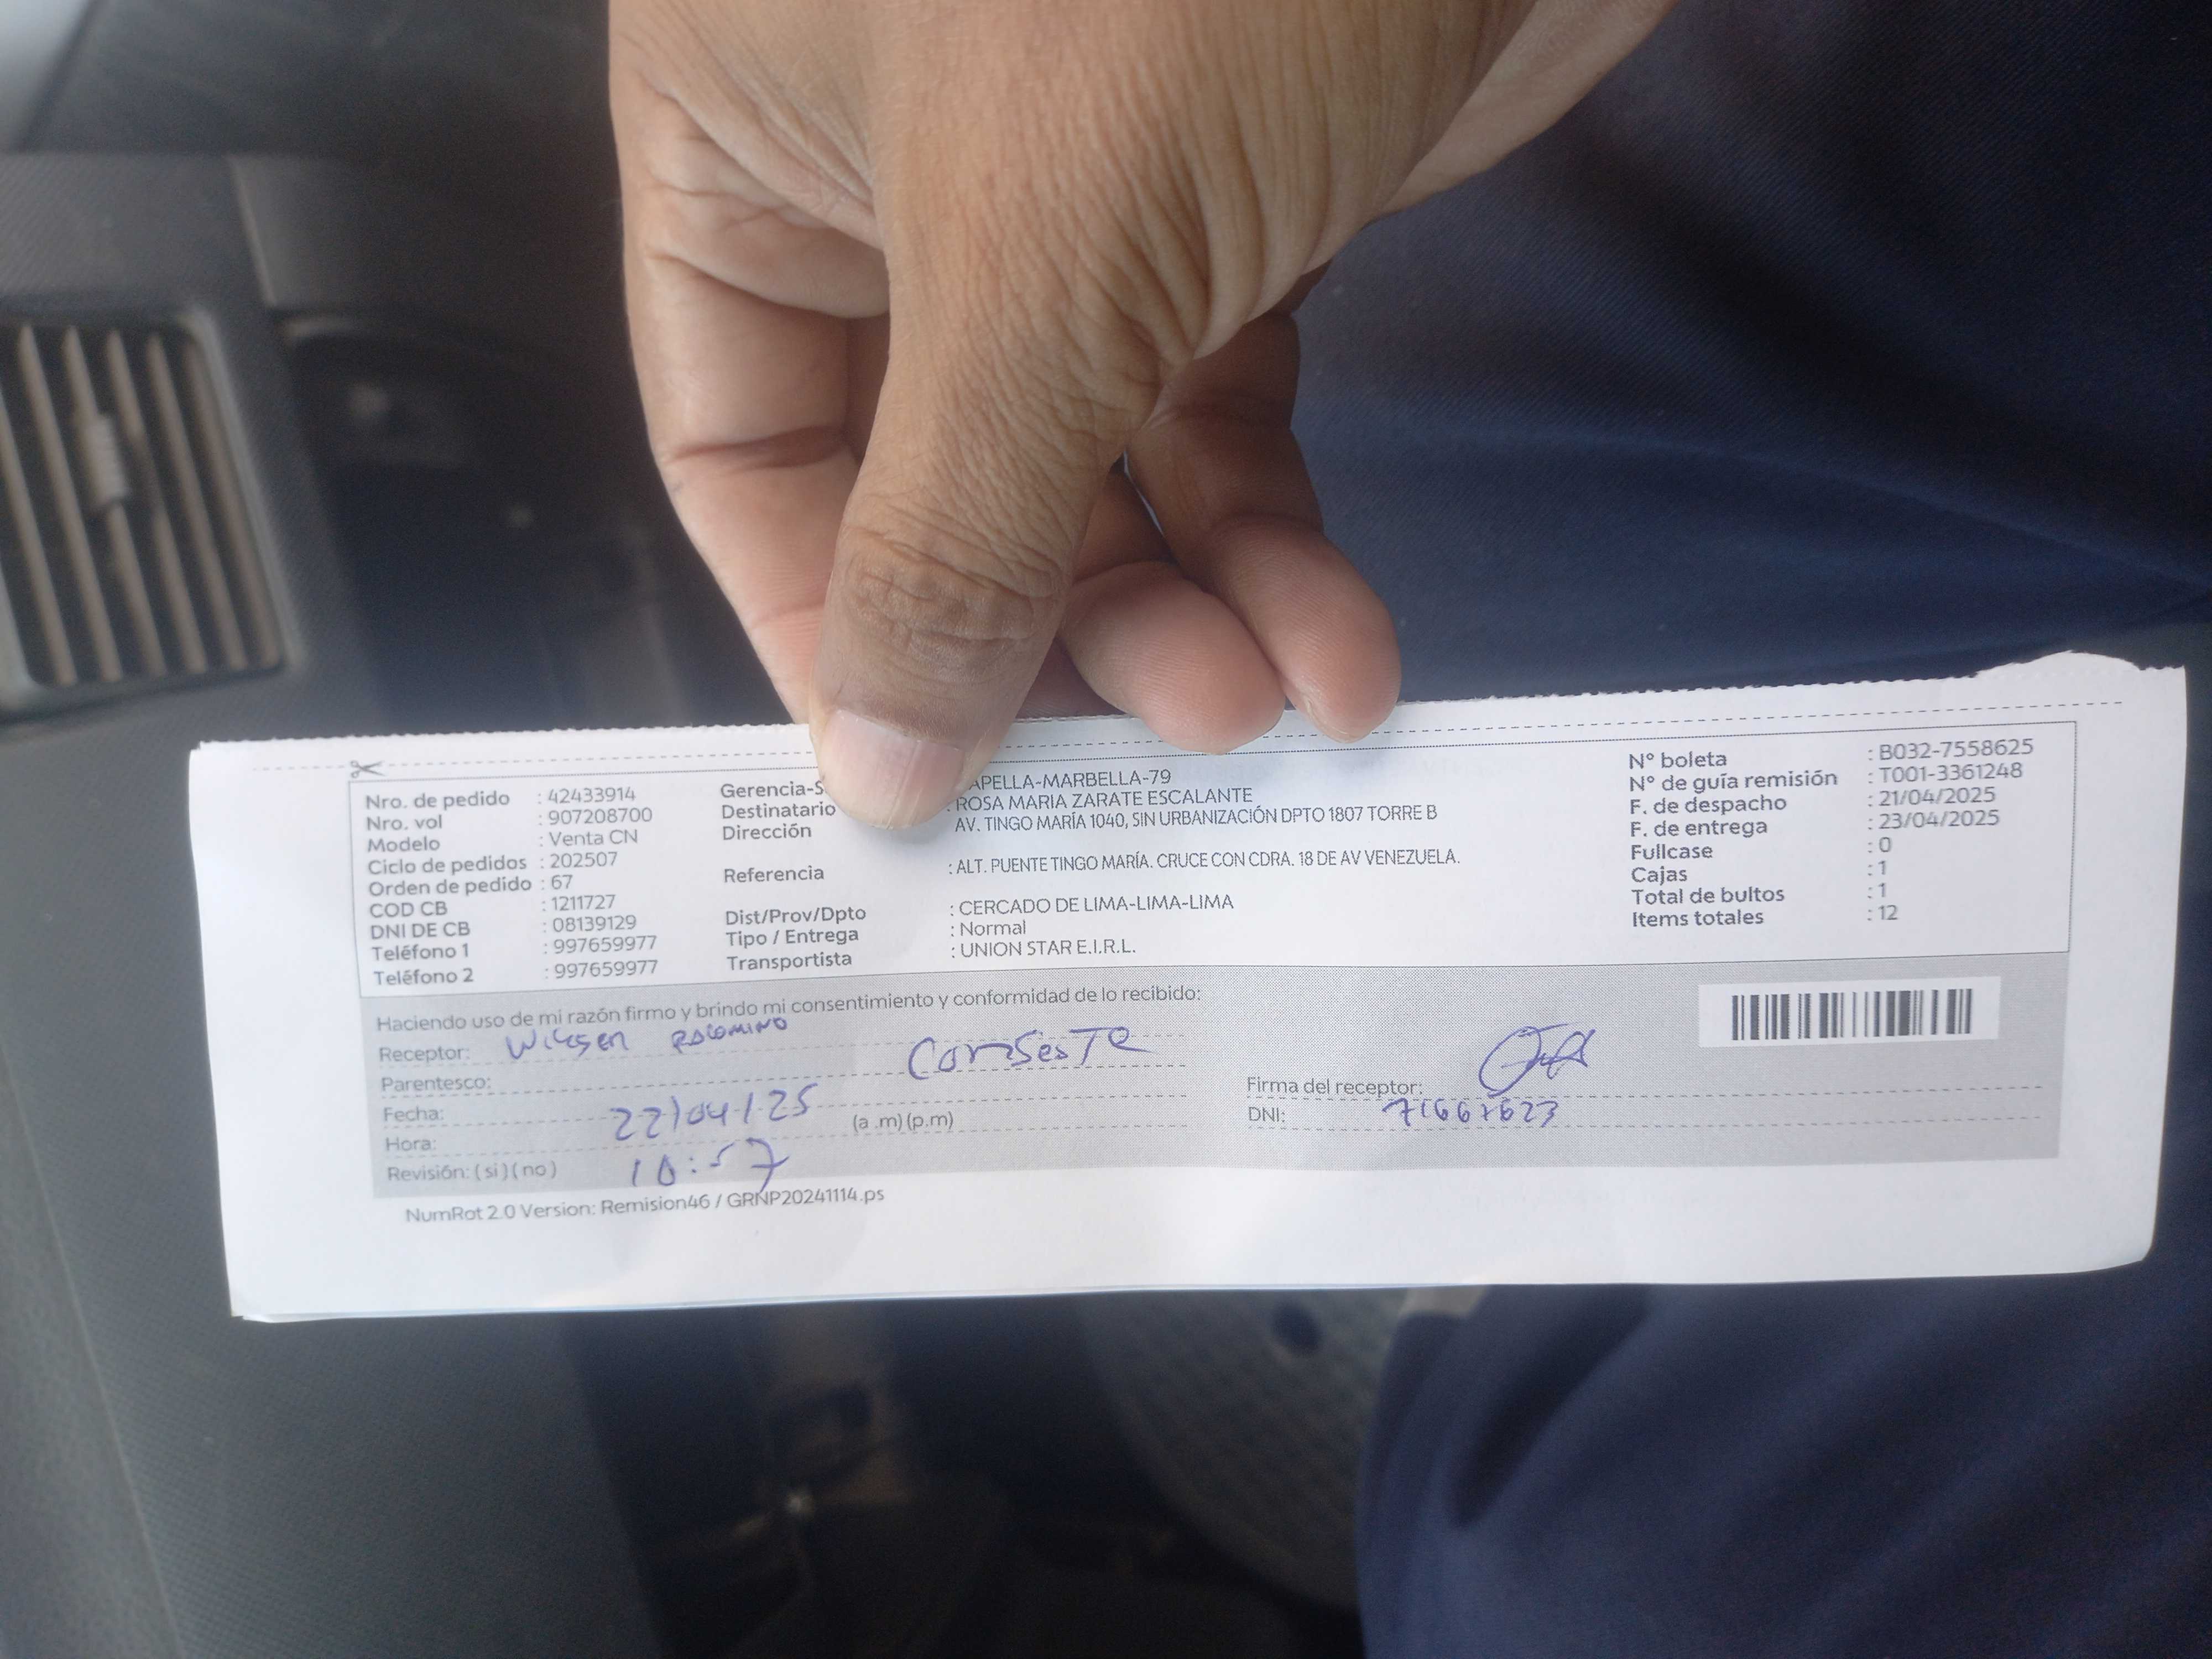 Nro. de pedido : 42433914
Nro. vol : 907208700
Modelo : Venta CN
Ciclo de pedidos : 202507
Orden de pedido : 67
COD CB : 1211727
DNI DE CB : 08139129
Teléfono 1 : 997659977
Teléfono 2 : 997659977
Gerencia-S APELLA-MARBELLA-79
Destinatario : ROSA MARIA ZARATE ESCALANTE
Dirección AV. TINGO MARÍA 1040, SIN URBANIZACIÓN DPTO 1807 TORRE B
Referencia : ALT. PUENTE TINGO MARÍA. CRUCE CON CDRA. 18 DE AV VENEZUELA.
Dist/Prov/Dpto : CERCADO DE LIMA-LIMA-LIMA
Tipo / Entrega : Normal
Transportista : UNION STAR E.I.R.L.
N° boleta : B032-7558625
N° de guía remisión : T001-3361248
F. de despacho : 21/04/2025
F. de entrega : 23/04/2025
Fullcase : 0
Cajas : 1
Total de bultos : 1
Items totales : 12
Haciendo uso de mi razón firmo y brindo mi consentimiento y conformidad de lo recibido:
Receptor:
Parentesco:
Fecha: 22/04/25
Hora: 10:57 (a .m) (p.m)
Revisión: ( si ) ( no )
Firma del receptor:
DNI:
NumRot 2.0 Version: Remision46 / GRNP20241114.ps